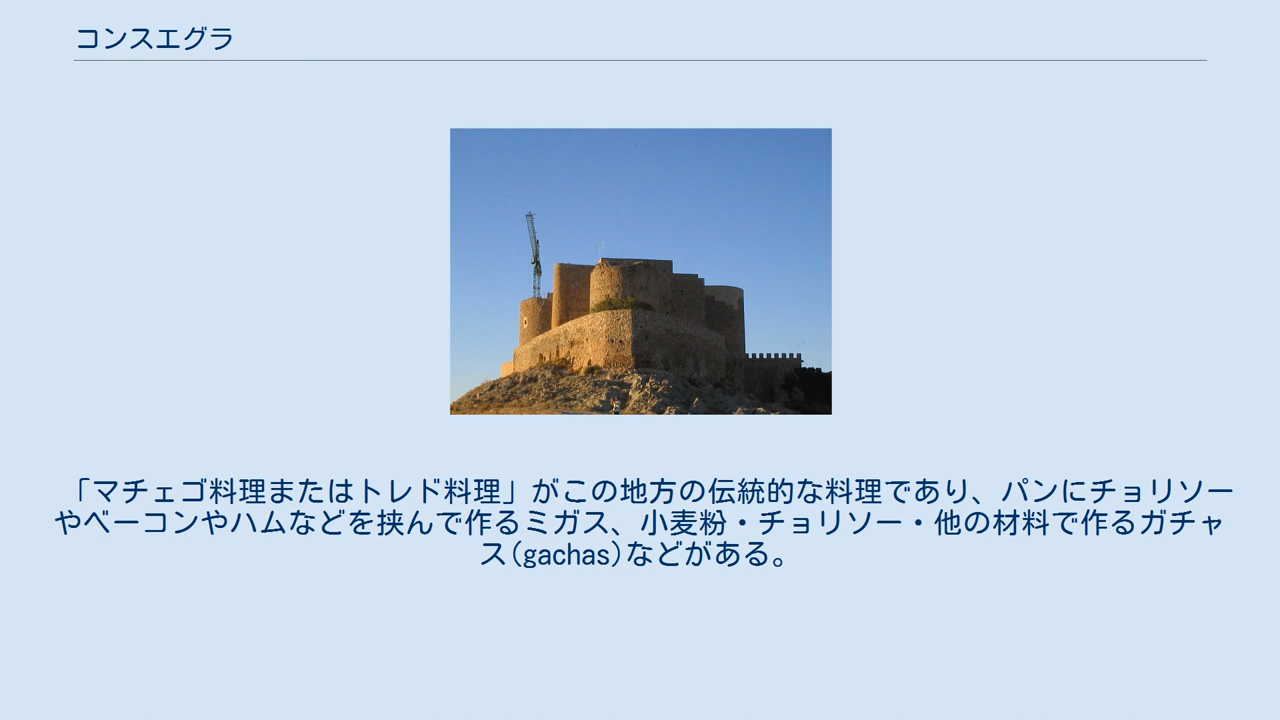 コンスエグラ
「マチェゴ料理またはトレド料理」がこの地方の伝統的な料理であり、パンにチョリソー
やベーコンやハムなどを挟んで作るミガス、小麦粉・チョリソー・他の材料で作るガチャ
ス(gachas)などがある。